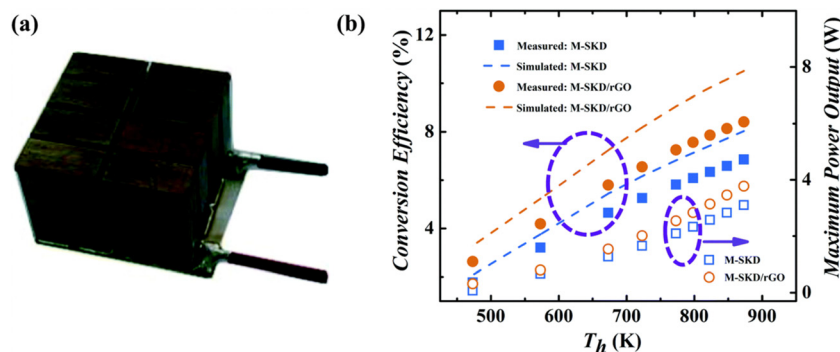 (a)
(b)
Conversion Efficiency (%)
12
8
4
Measured: M-SKD
Simulated: M-SKD
Measured: M-SKD/rGO
Simulated: M-SKD/rGO
M-SKD
M-SKD/rGO
8
4
0
Maximum Power Output (W)
500 600 700 800 900
T_h (K)